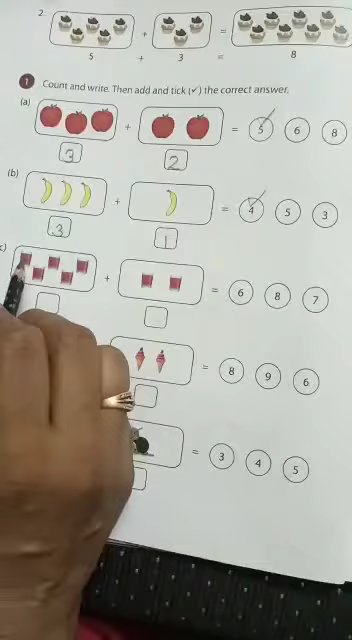 2.
5 + 3 = 8
1 Count and write. Then add and tick (✓) the correct answer.
(a) + = 5 6 8
3 2
(b) + = 4 5 3
3 1
c) + = 6 8 7
= 8 9 6
= 3 4 5